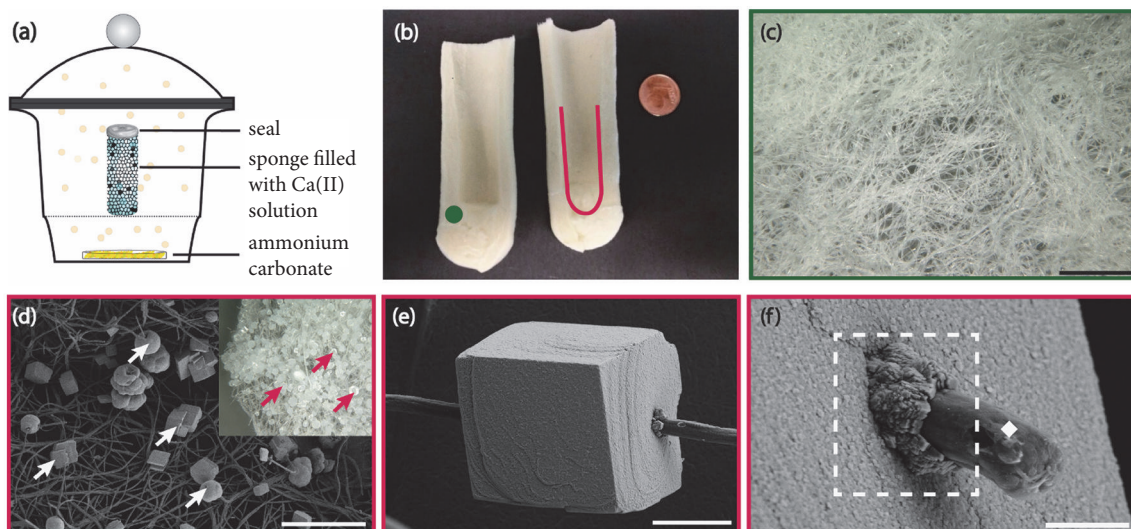 (a)
seal
sponge filled
with Ca(II)
solution
ammonium
carbonate
(b)
(c)
(d)
(e)
(f)